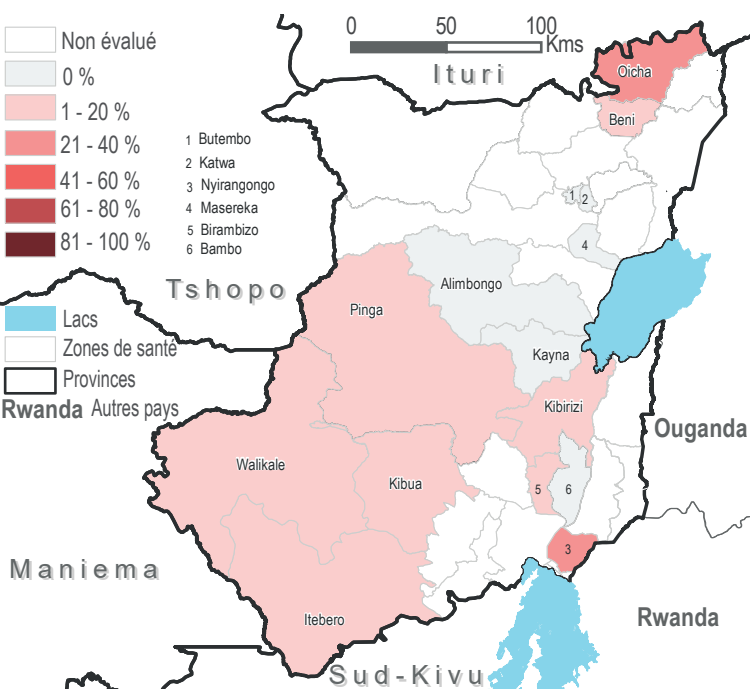 Non évalué
0 %
1 - 20 %
21 - 40 %
41 - 60 %
61 - 80 %
81 - 100 %
1 Butembo
2 Katwa
3 Nyirangongo
4 Masereka
5 Birambizo
6 Bambo
0 50 100
Kms
Ituri
Oicha
Beni
1
2
4
Tshopo
Alimbongo
Pinga
Lacs
Zones de santé
Provinces
Rwanda Autres pays
Kayna
Kibirizi
Ouganda
Walikale
Kibua
5
6
3
Maniema
Itebero
Rwanda
Sud-Kivu